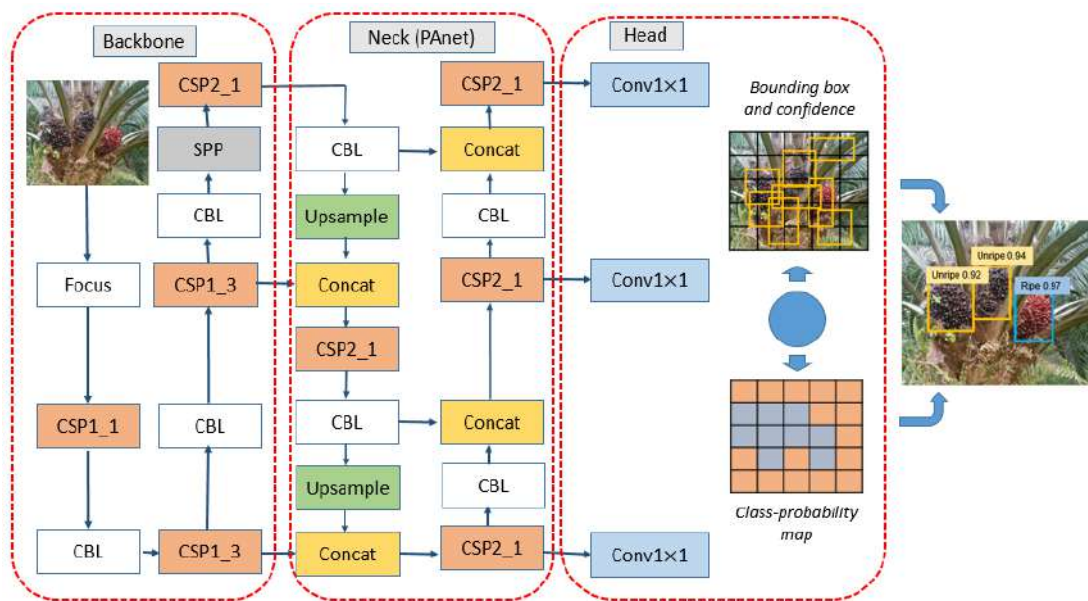 Backbone
CSP2_1
SPP
CBL
Focus
CSP1_3
CSP1_1
CBL
CBL
CSP1_3
Neck (PAnet)
CBL
Upsample
Concat
CSP2_1
CBL
Upsample
Concat
CSP2_1
Concat
CBL
CSP2_1
Concat
CBL
CSP2_1
Head
Conv1×1
Conv1×1
Conv1×1
Bounding box
and confidence
Class-probability
map
Unripe 0.94
Unripe 0.92
Ripe 0.97